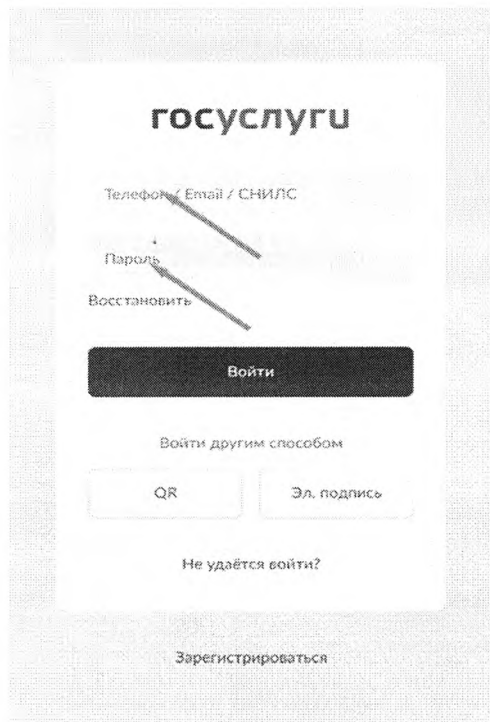 госуслуги
Телефон / Email / СНИЛС
Пароль
Восстановить
Войти
Войти другим способом
QR
Эл. подпись
Не удаётся войти?
Зарегистрироваться